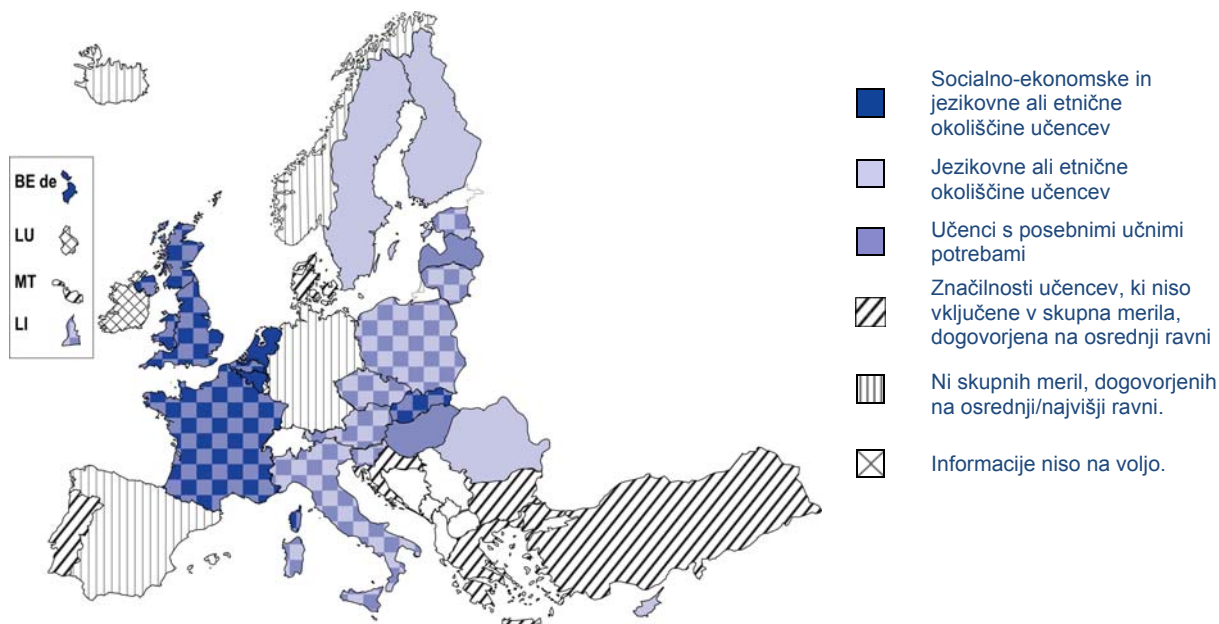 BE de
LU
MT
LI
Socialno-ekonomske in
jezikovne ali etnične
okoliščine učencev
Jezikovne ali etnične
okoliščine učencev
Učenci s posebnimi učnimi
potrebami
Značilnosti učencev, ki niso
vključene v skupna merila,
dogovorjena na osrednji ravni
Ni skupnih meril, dogovorjenih
na osrednji/najvišji ravni.
Informacije niso na voljo.